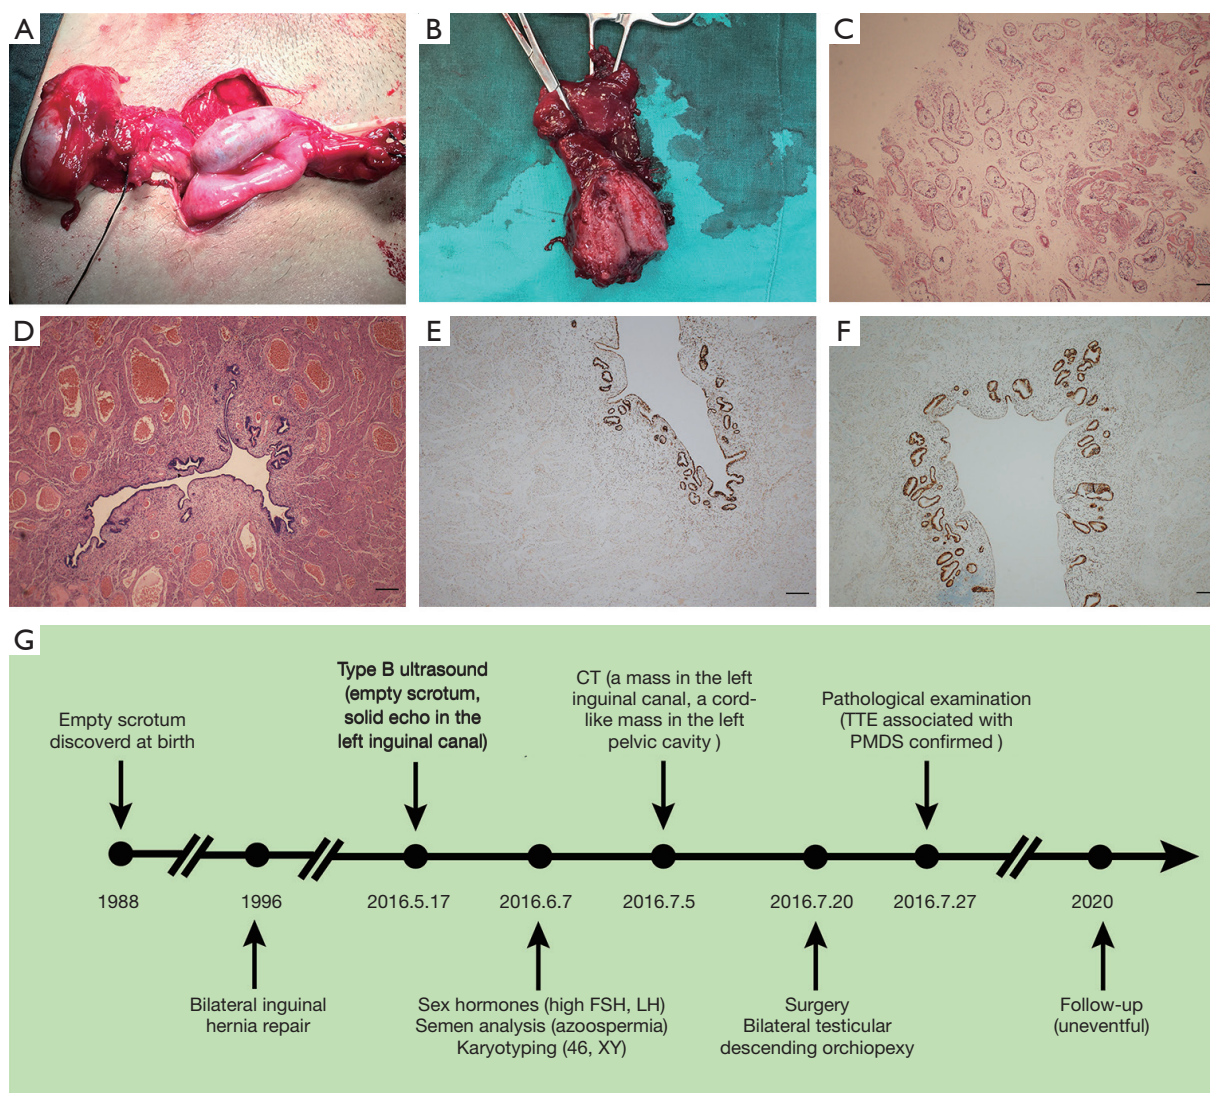 A
B
C
D
E
F
G
Empty scrotum
discoverd at birth
Type B ultrasound
(empty scrotum,
solid echo in the
left inguinal canal)
CT (a mass in the left
inguinal canal, a cord-
like mass in the left
pelvic cavity )
Pathological examination
(TTE associated with
PMDS confirmed )
1988
1996
2016.5.17
2016.6.7
2016.7.5
2016.7.20
2016.7.27
2020
Bilateral inguinal
hernia repair
Sex hormones (high FSH, LH)
Semen analysis (azoospermia)
Karyotyping (46, XY)
Surgery
Bilateral testicular
descending orchiopexy
Follow-up
(uneventful)